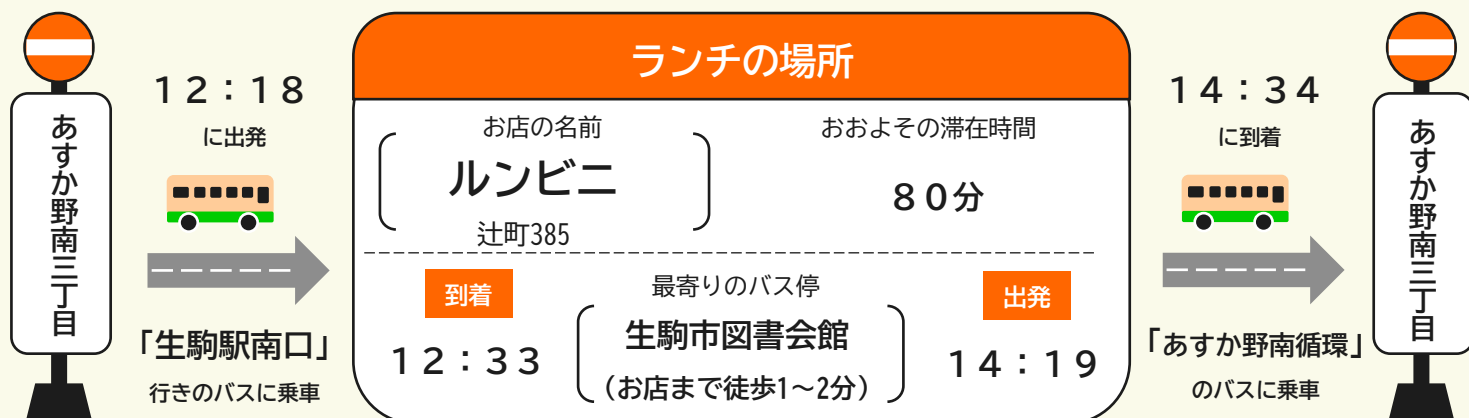 あすか野南三丁目
12:18
に出発
「生駒駅南口」
行きのバスに乗車
ランチの場所
お店の名前
ルンビニ
辻町385
おおよその滞在時間
80分
到着
12:33
最寄りのバス停
生駒市図書会館
(お店まで徒歩1~2分)
出発
14:19
14:34
に到着
「あすか野南循環」
のバスに乗車
あすか野南三丁目